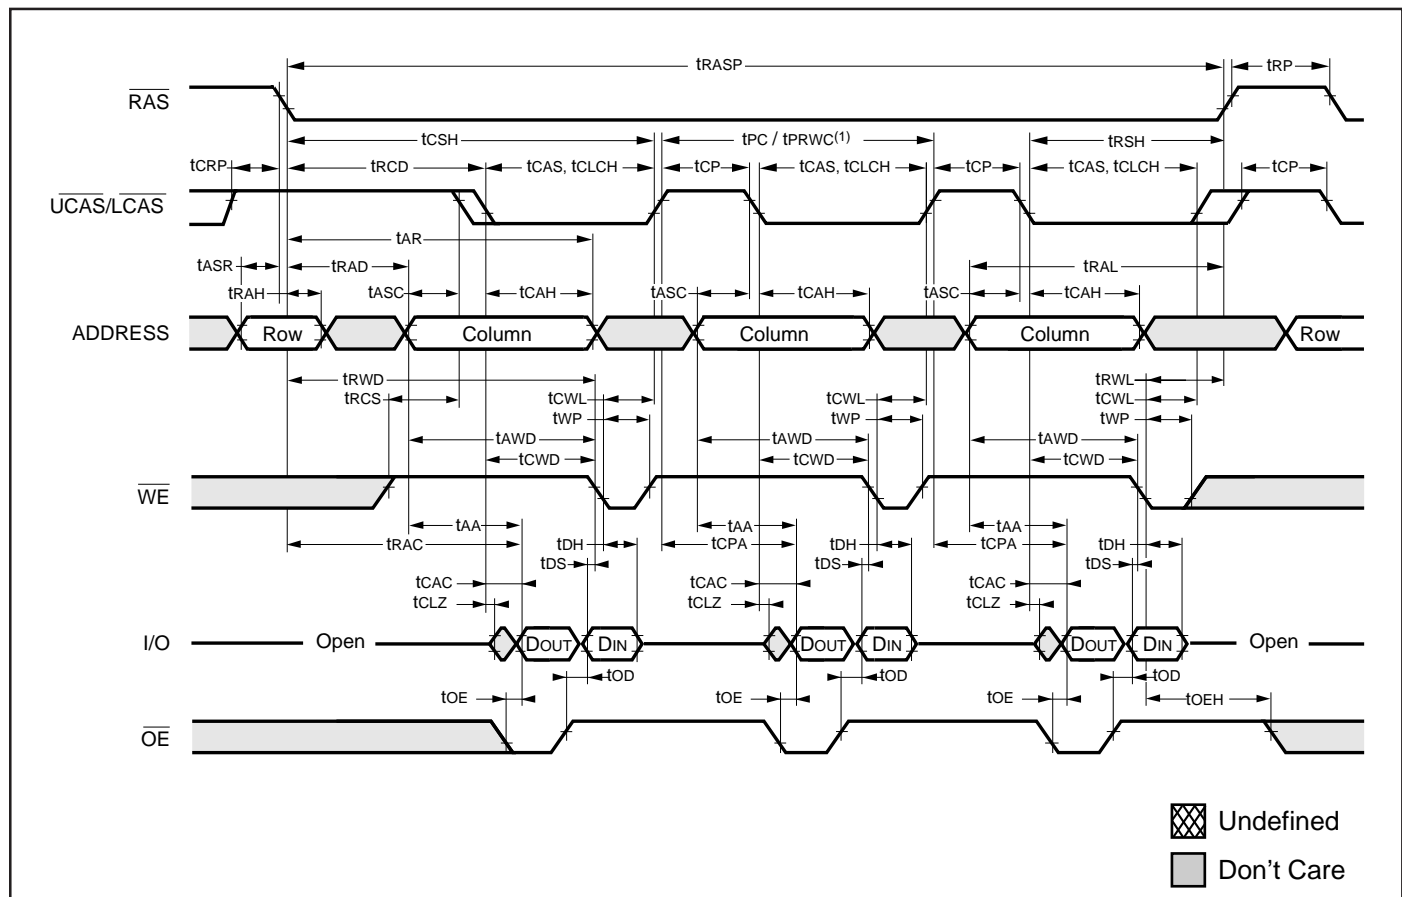 tRASP tRP
RAS
tCSH tPC / tPRWC(1) tRSH
tCRP tRCD tCAS, tCLCH tCP tCAS, tCLCH tCP tCAS, tCLCH tCP
UCAS/LCAS
tAR
tASR tRAD tRAL
tRAH tASC tCAH tASC tCAH tASC tCAH
ADDRESS Row Column Column Column Row
tRWD tRWL
tRCS tCWL tCWL tCWL
tWP tWP tWP
tAWD tAWD tAWD
tCWD tCWD tCWD
WE
tAA tAA tAA
tRAC tDH tCPA tDH tCPA tDH
tDS tDS tDS
tCAC tCAC tCAC
tCLZ tCLZ tCLZ
I/O Open DOUT DIN DOUT DIN DOUT DIN Open
tOD tOD tOD
tOE tOE tOE tOEH
OE
Undefined
Don't Care